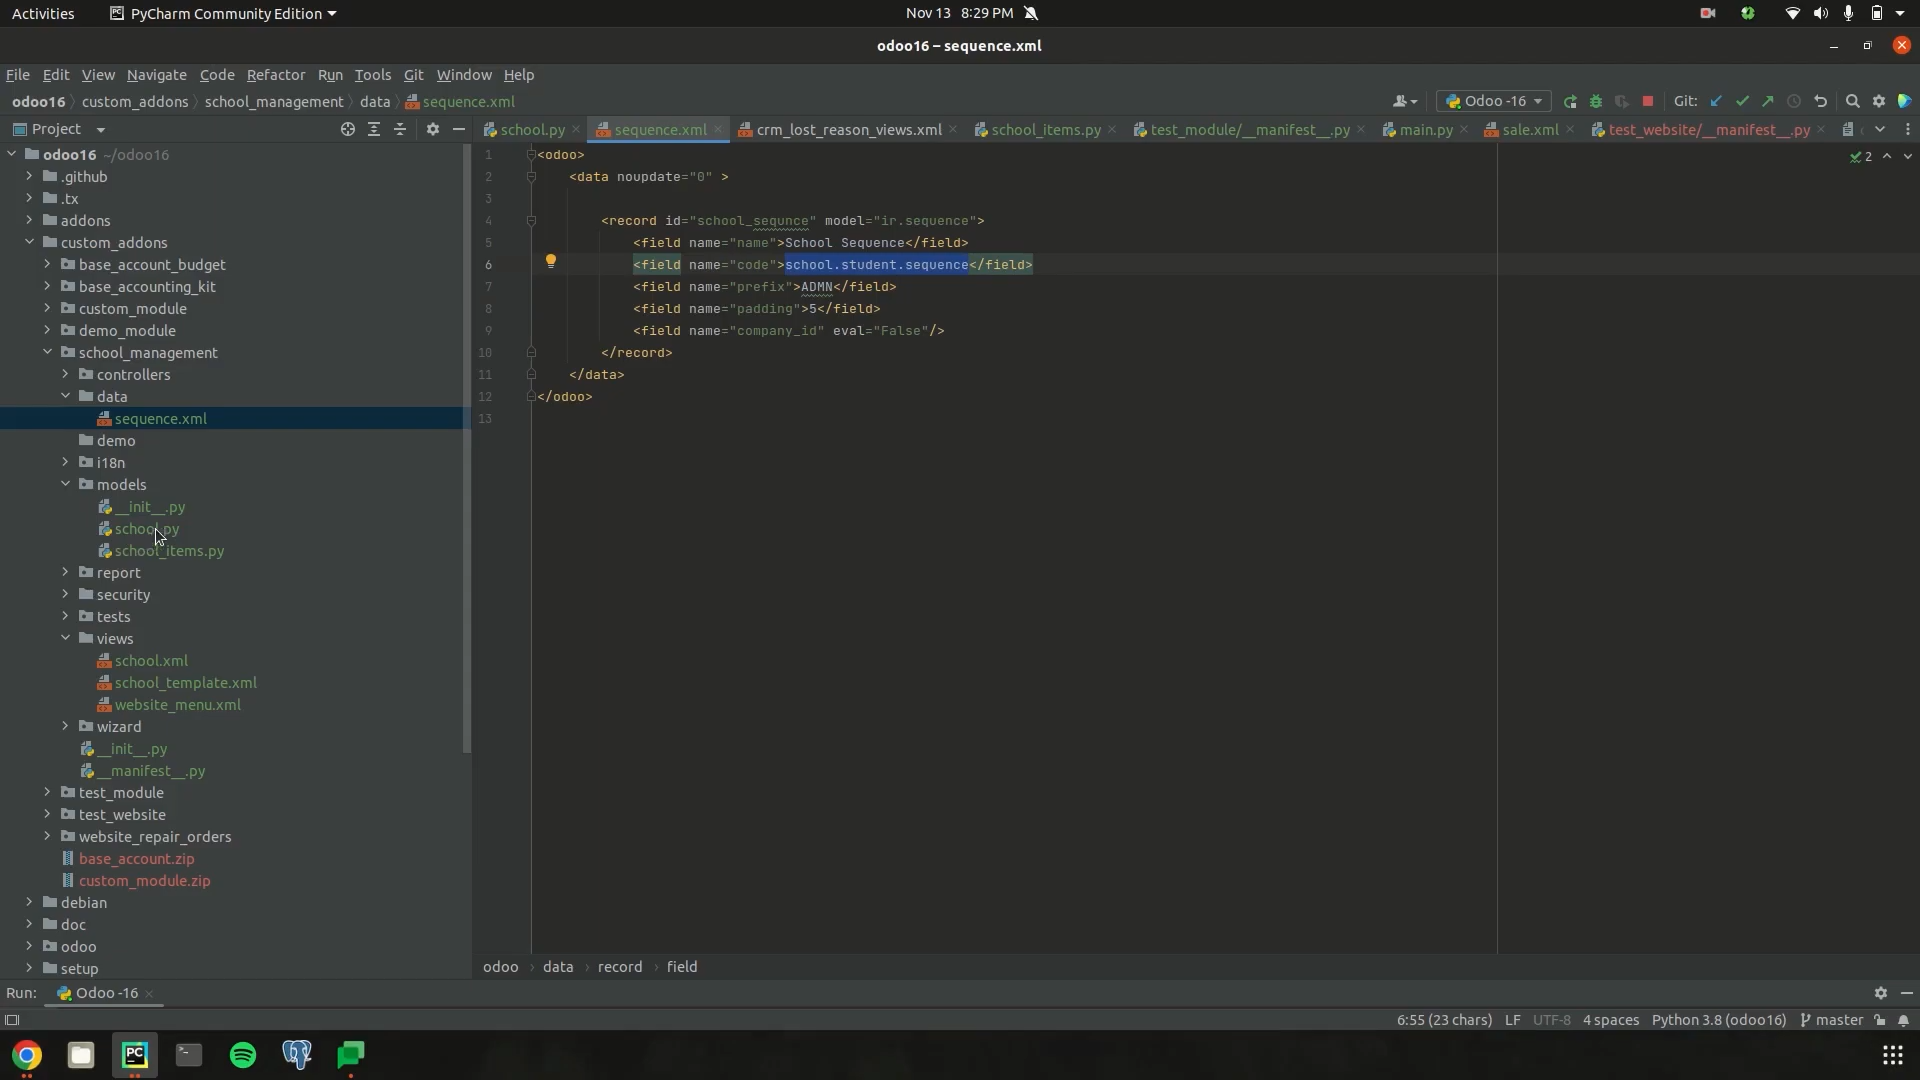 Activities PyCharm Community Edition Nov 13 8:29 PM
odoo16 – sequence.xml
File Edit View Navigate Code Refactor Run Tools Git Window Help
odoo16 custom_addons school_management data sequence.xml Odoo -16 Git:
Project school.py sequence.xml crm_lost_reason_views.xml school_items.py test_module/__manifest__.py main.py sale.xml test_website/__manifest__.py
odoo16 ~/odoo16
.github
.tx
addons
custom_addons
base_account_budget
base_accounting_kit
custom_module
demo_module
school_management
controllers
data
sequence.xml
demo
i18n
models
__init__.py
school.py
school_items.py
report
security
tests
views
school.xml
school_template.xml
website_menu.xml
wizard
__init__.py
__manifest__.py
test_module
test_website
website_repair_orders
base_account.zip
custom_module.zip
debian
doc
odoo
setup
1 <odoo> 2
2 <data noupdate="0" >
3
4 <record id="school_sequnce" model="ir.sequence">
5 <field name="name">School Sequence</field>
6 <field name="code">school.student.sequence</field>
7 <field name="prefix">ADMN</field>
8 <field name="padding">5</field>
9 <field name="company_id" eval="False"/>
10 </record>
11 </data>
12 </odoo>
13
odoo data record field
Run: Odoo -16
6:55 (23 chars) LF UTF-8 4 spaces Python 3.8 (odoo16) master
PC